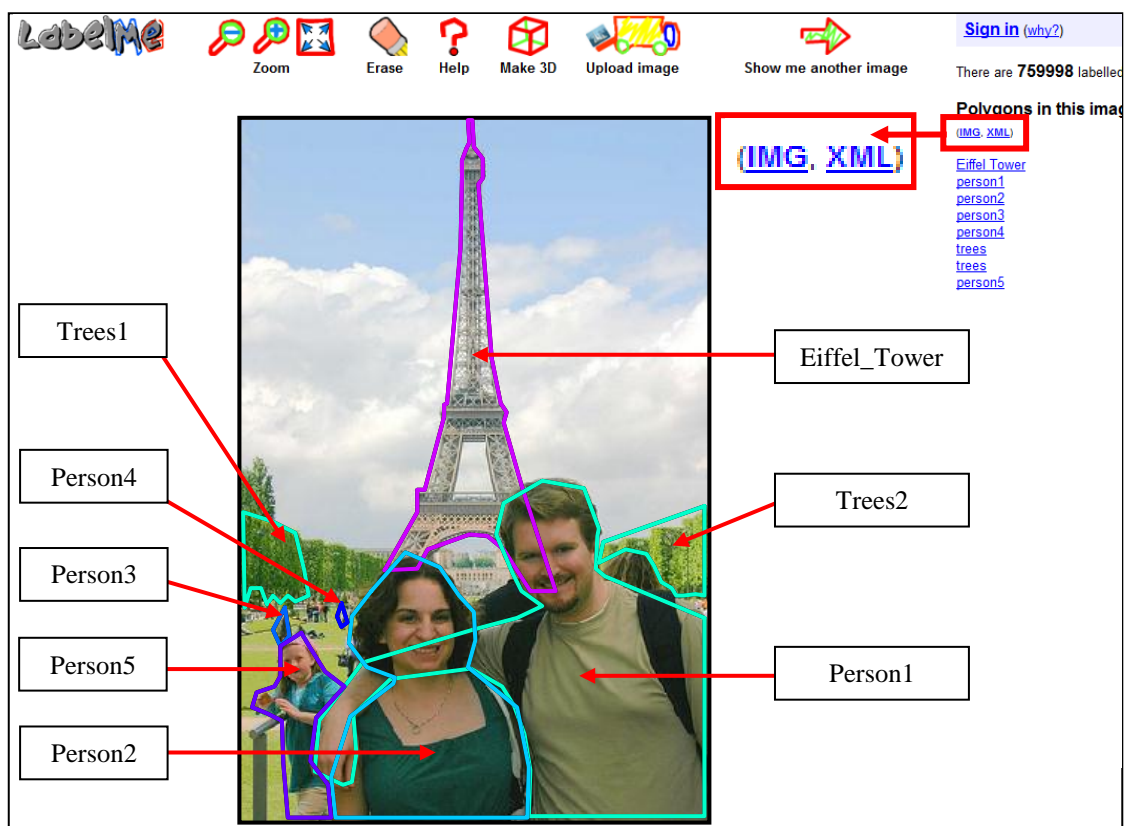 LabelMe
Zoom
Erase
Help
Make 3D
Upload image
Show me another image
Sign in (why?)
There are 759998 labelled
Polygons in this imag
(IMG, XML)
(IMG, XML)
Eiffel Tower
person1
person2
person3
person4
trees
trees
person5
Trees1
Eiffel_Tower
Person4
Trees2
Person3
Person5
Person1
Person2